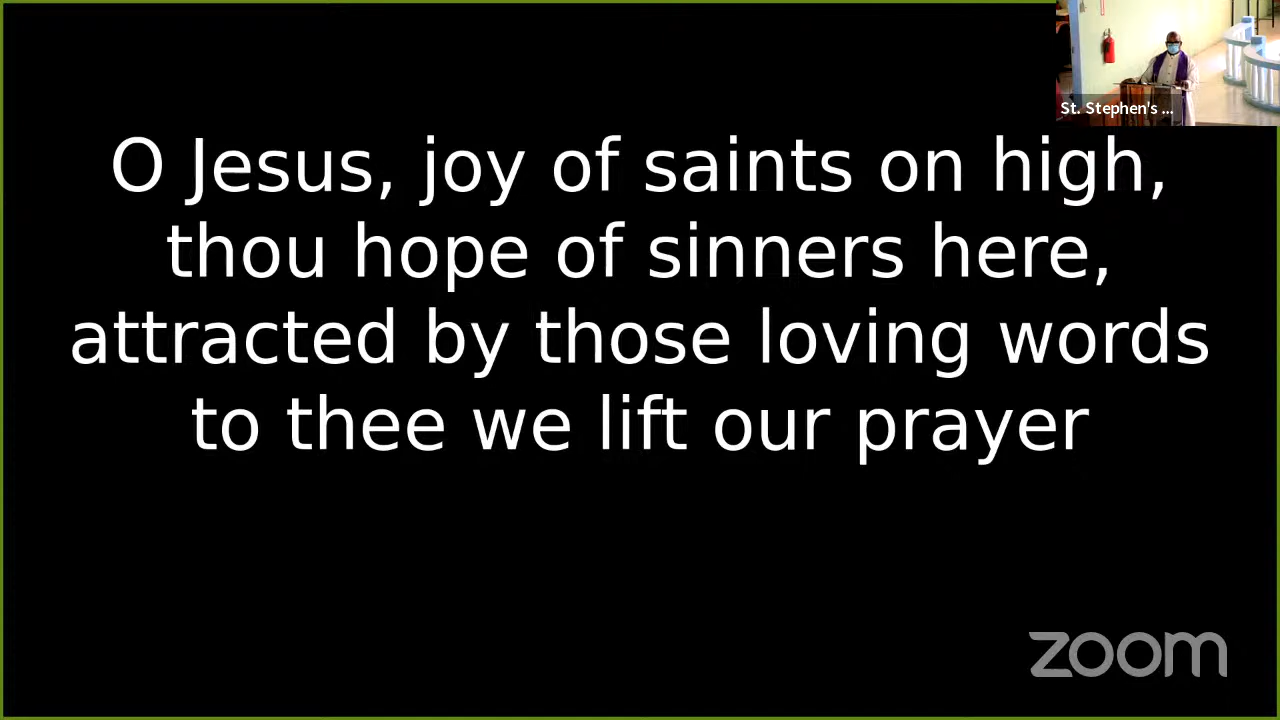 St. Stephen's ...
O Jesus, joy of saints on high,
thou hope of sinners here,
attracted by those loving words
to thee we lift our prayer
zoom